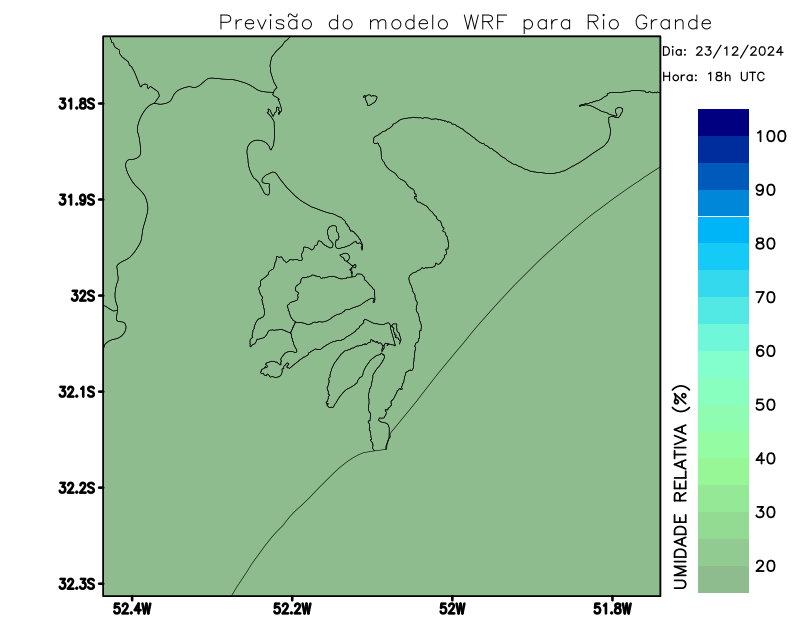 Previsão do modelo WRF para Rio Grande
Dia: 23/12/2024
Hora: 18h UTC
31.8S
31.9S
32S
32.1S
32.2S
32.3S
52.4W
52.2W
52W
51.8W
100
90
80
70
60
50
40
30
20
UMIDADE RELATIVA (%)